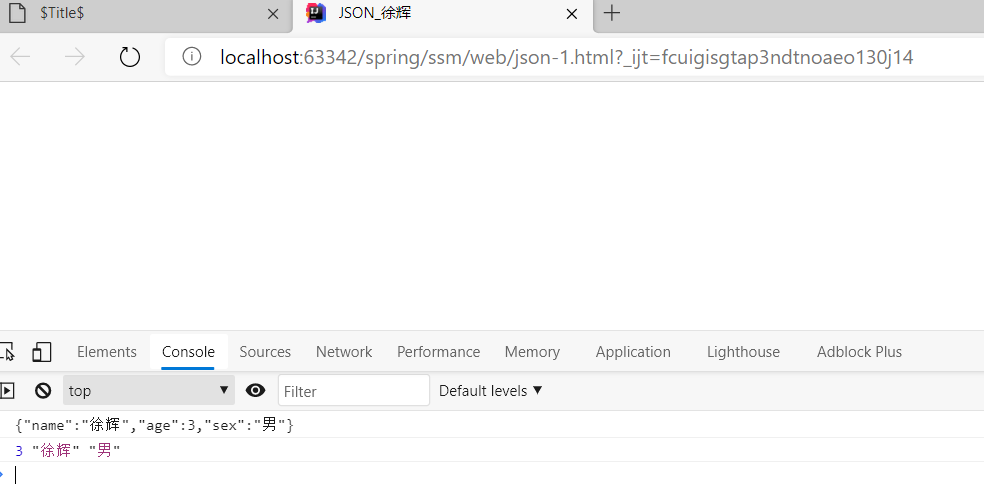 $Title$ JSON_徐辉
localhost:63342/spring/ssm/web/json-1.html?_ijt=fcuigisgtap3ndtnoaeo130j14
Elements Console Sources Network Performance Memory Application Lighthouse Adblock Plus
top Filter Default levels
{"name":"徐辉","age":3,"sex":"男"}
3 "徐辉" "男"